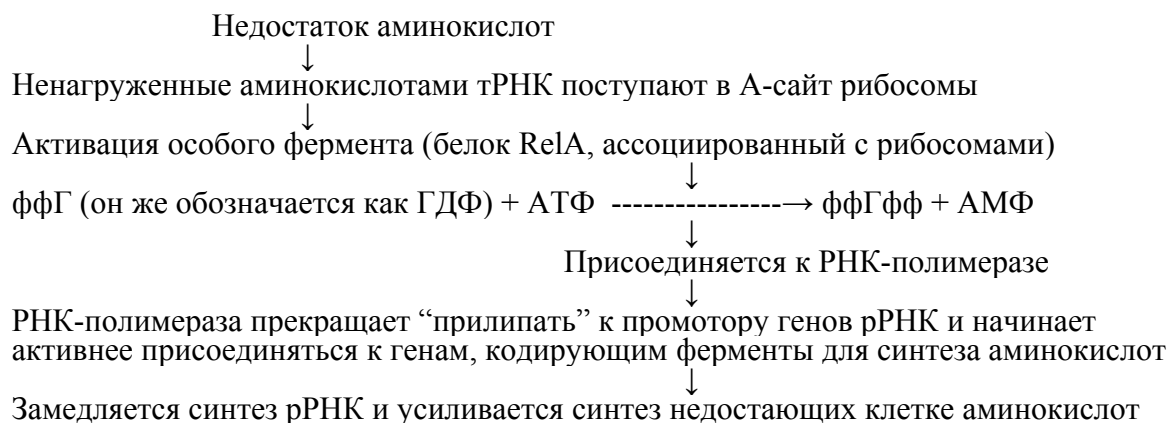 Недостаток аминокислот
↓
Ненагруженные аминокислотами тРНК поступают в А-сайт рибосомы
↓
Активация особого фермента (белок RelA, ассоциированный с рибосомами)
↓
ффГ (он же обозначается как ГДФ) + АТФ ----------------→ ффГфф + АМФ
↓
Присоединяется к РНК-полимеразе
↓
РНК-полимераза прекращает “прилипать” к промотору генов рРНК и начинает
активнее присоединяться к генам, кодирующим ферменты для синтеза аминокислот
↓
Замедляется синтез рРНК и усиливается синтез недостающих клетке аминокислот